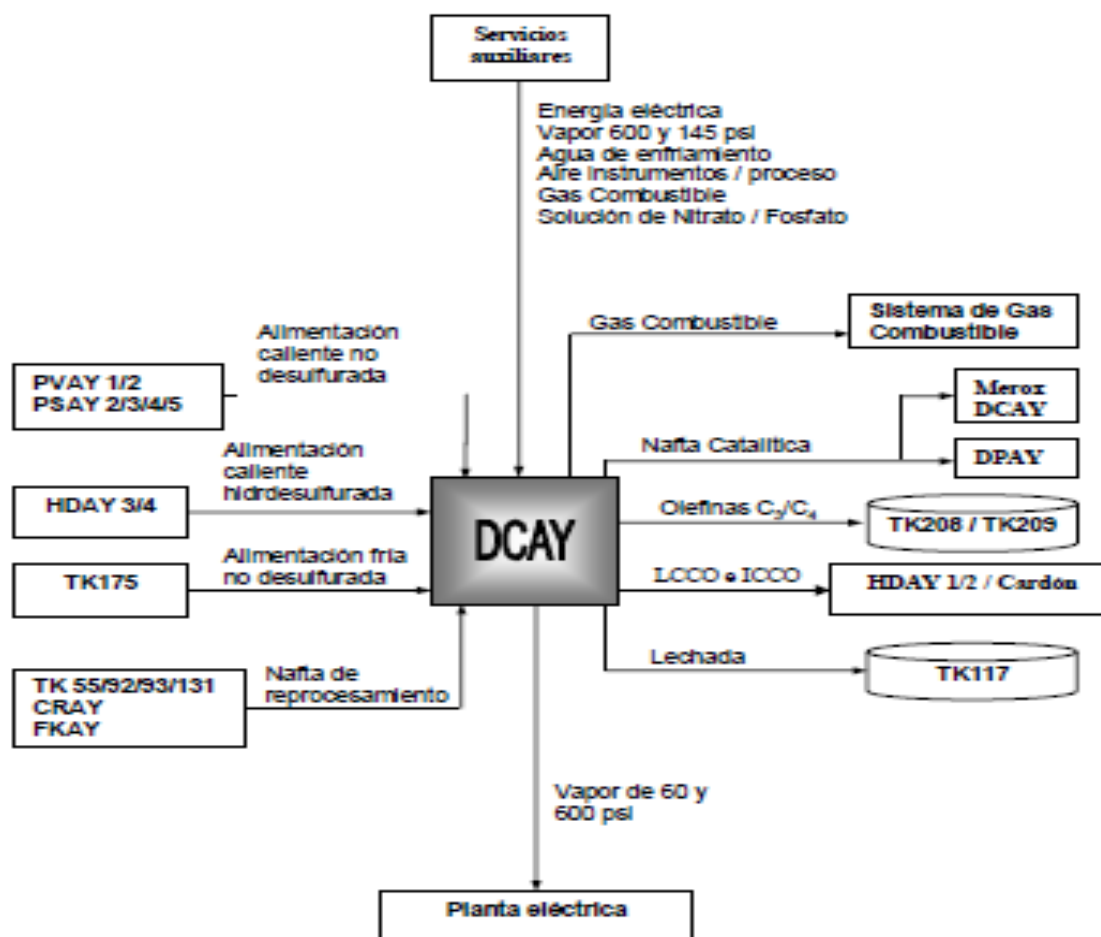 Servicios
auxiliares
Energía eléctrica
Vapor 600 y 145 psi
Agua de enfriamiento
Aire Instrumentos / proceso
Gas Combustible
Solución de Nitrato / Fosfato
Alimentación
caliente no
desulfurada
PVAY 1/2
PSAY 2/3/4/5
Alimentación
caliente
hidrdesulfurada
HDAY 3/4
Alimentación fría
no desulfurada
TK175
Nafta de
reprocesamiento
TK 55/92/93/131
CRAY
FKAY
DCAY
Gas Combustible
Sistema de Gas
Combustible
Nafta Catalítica
Merox
DCAY
DPAY
Olefinas C3/C4
TK208 / TK209
LCCO e ICCO
HDAY 1/2 / Cardón
Lechada
TK117
Vapor de 60 y
600 psi
Planta eléctrica